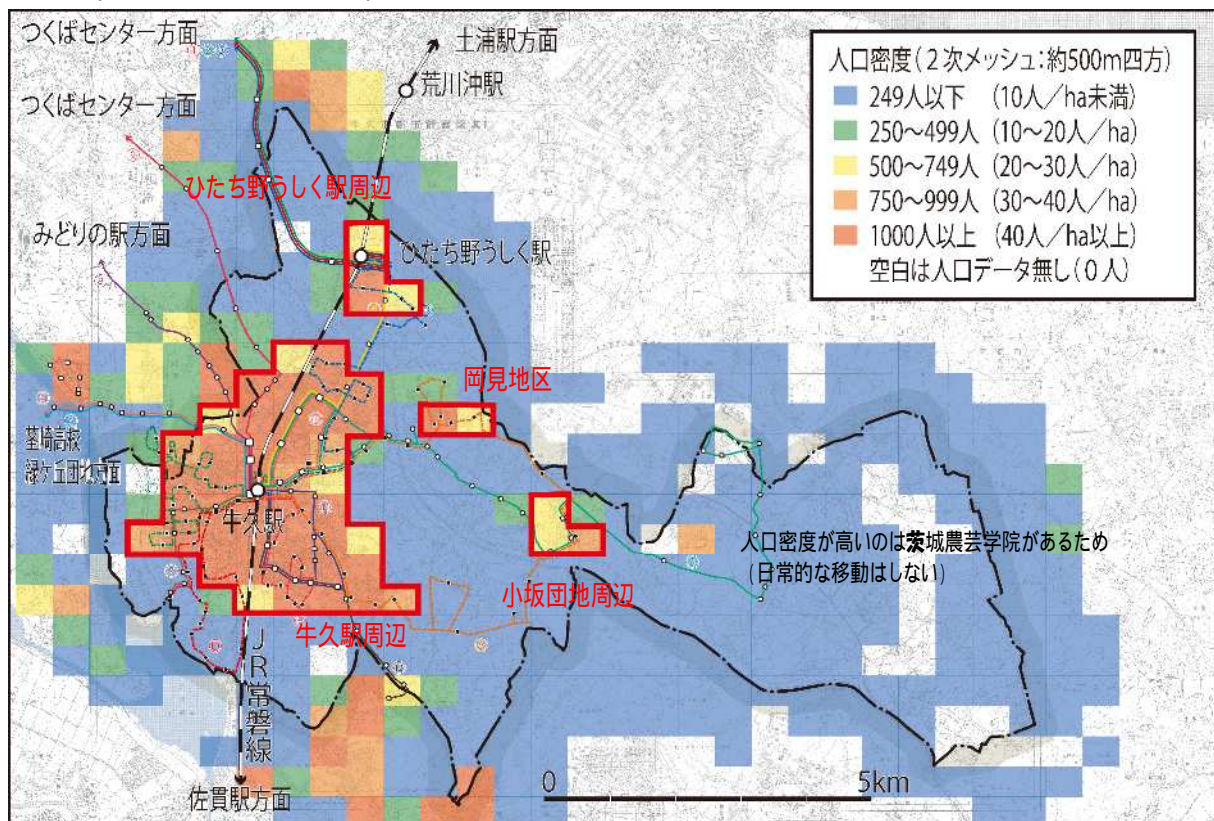 つくばセンター方面
土浦駅方面
荒川沖駅
つくばセンター方面
ひたち野うしく駅周辺
みどりの駅方面
ひたち野うしく駅
人口密度(2次メッシュ:約500m四方)
249人以下 (10人/ha未満)
250~499人 (10~20人/ha)
500~749人 (20~30人/ha)
750~999人 (30~40人/ha)
1000人以上 (40人/ha以上)
空白は人口データ無し(0人)
岡見地区
茎崎高校
緑ケ丘団地方面
牛久駅
人口密度が高いのは茨城農芸学院があるため
(日常的な移動はしない)
小坂団地周辺
牛久駅周辺
JR常磐線
佐貫駅方面
0 5km